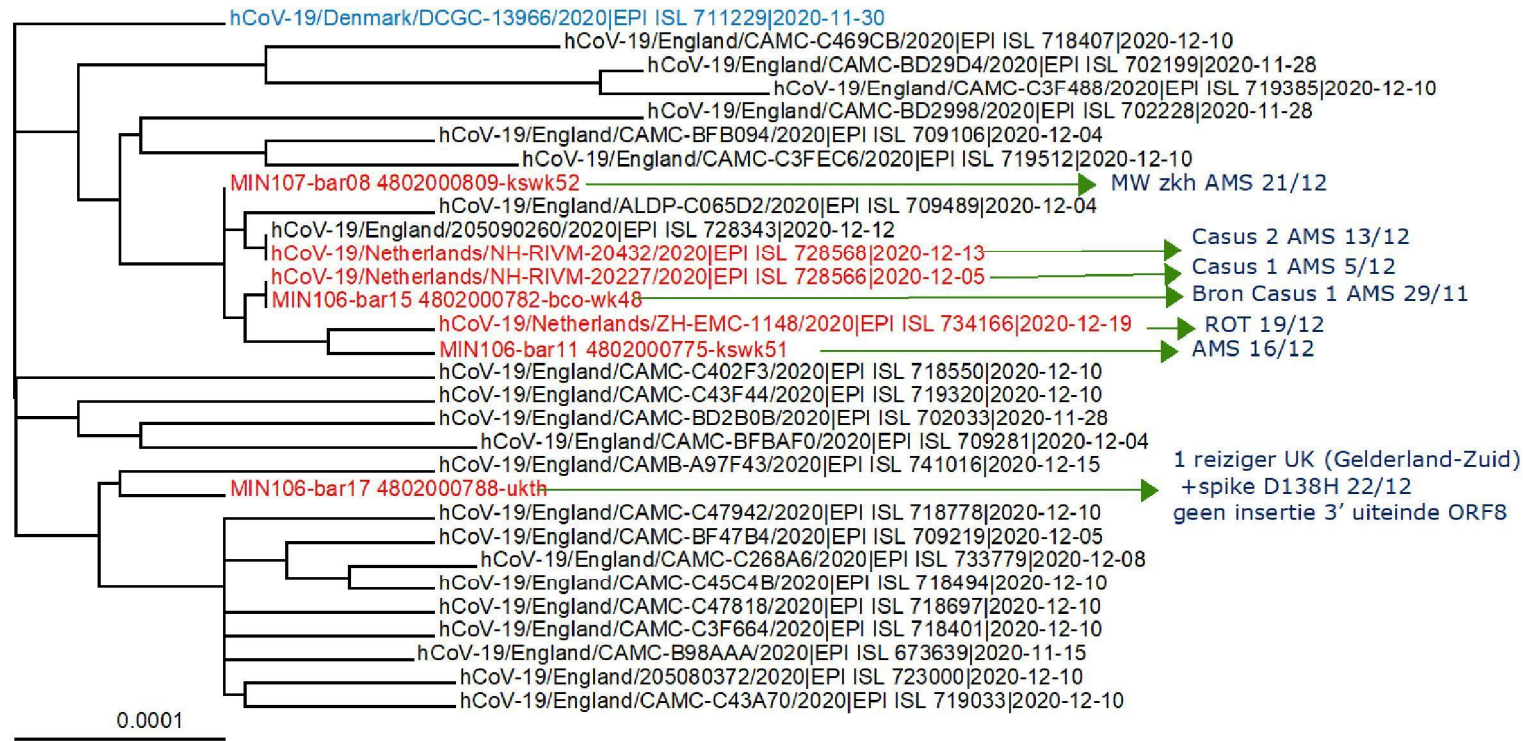 hCoV-19/Denmark/DCGC-13966/2020|EPI ISL 711229|2020-11-30
hCoV-19/England/CAMC-C469CB/2020|EPI ISL 718407|2020-12-10
hCoV-19/England/CAMC-BD29D4/2020|EPI ISL 702199|2020-11-28
hCoV-19/England/CAMC-C3F488/2020|EPI ISL 719385|2020-12-10
hCoV-19/England/CAMC-BD2998/2020|EPI ISL 702228|2020-11-28
hCoV-19/England/CAMC-BFB094/2020|EPI ISL 709106|2020-12-04
hCoV-19/England/CAMC-C3FEC6/2020|EPI ISL 719512|2020-12-10
MIN107-bar08 4802000809-kswk52 MW zkh AMS 21/12
hCoV-19/England/ALDP-C065D2/2020|EPI ISL 709489|2020-12-04
hCoV-19/England/205090260/2020|EPI ISL 728343|2020-12-12
hCoV-19/Netherlands/NH-RIVM-20432/2020|EPI ISL 728568|2020-12-13 Casus 2 AMS 13/12
hCoV-19/Netherlands/NH-RIVM-20227/2020|EPI ISL 728566|2020-12-05 Casus 1 AMS 5/12
MIN106-bar15 4802000782-bco-wk48 Bron Casus 1 AMS 29/11
hCoV-19/Netherlands/ZH-EMC-1148/2020|EPI ISL 734166|2020-12-19 ROT 19/12
MIN106-bar11 4802000775-kswk51 AMS 16/12
hCoV-19/England/CAMC-C402F3/2020|EPI ISL 718550|2020-12-10
hCoV-19/England/CAMC-C43F44/2020|EPI ISL 719320|2020-12-10
hCoV-19/England/CAMC-BD2B0B/2020|EPI ISL 702033|2020-11-28
hCoV-19/England/CAMC-BFBAF0/2020|EPI ISL 709281|2020-12-04
hCoV-19/England/CAMB-A97F43/2020|EPI ISL 741016|2020-12-15
MIN106-bar17 4802000788-ukth
1 reiziger UK (Gelderland-Zuid)
+spike D138H 22/12
geen insertie 3' uiteinde ORF8
hCoV-19/England/CAMC-C47942/2020|EPI ISL 718778|2020-12-10
hCoV-19/England/CAMC-BF47B4/2020|EPI ISL 709219|2020-12-05
hCoV-19/England/CAMC-C268A6/2020|EPI ISL 733779|2020-12-08
hCoV-19/England/CAMC-C45C4B/2020|EPI ISL 718494|2020-12-10
hCoV-19/England/CAMC-C47818/2020|EPI ISL 718697|2020-12-10
hCoV-19/England/CAMC-C3F664/2020|EPI ISL 718401|2020-12-10
hCoV-19/England/CAMC-B98AAA/2020|EPI ISL 673639|2020-11-15
hCoV-19/England/205080372/2020|EPI ISL 723000|2020-12-10
hCoV-19/England/CAMC-C43A70/2020|EPI ISL 719033|2020-12-10
0.0001